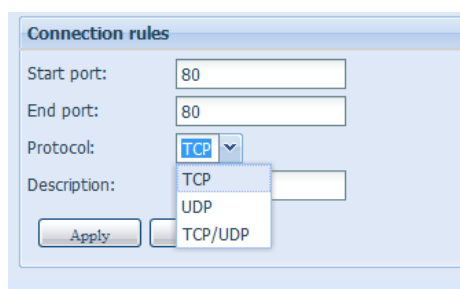 Connection rules
Start port: 80
End port: 80
Protocol: TCP
TCP
Description:
UDP
Apply
TCP/UDP